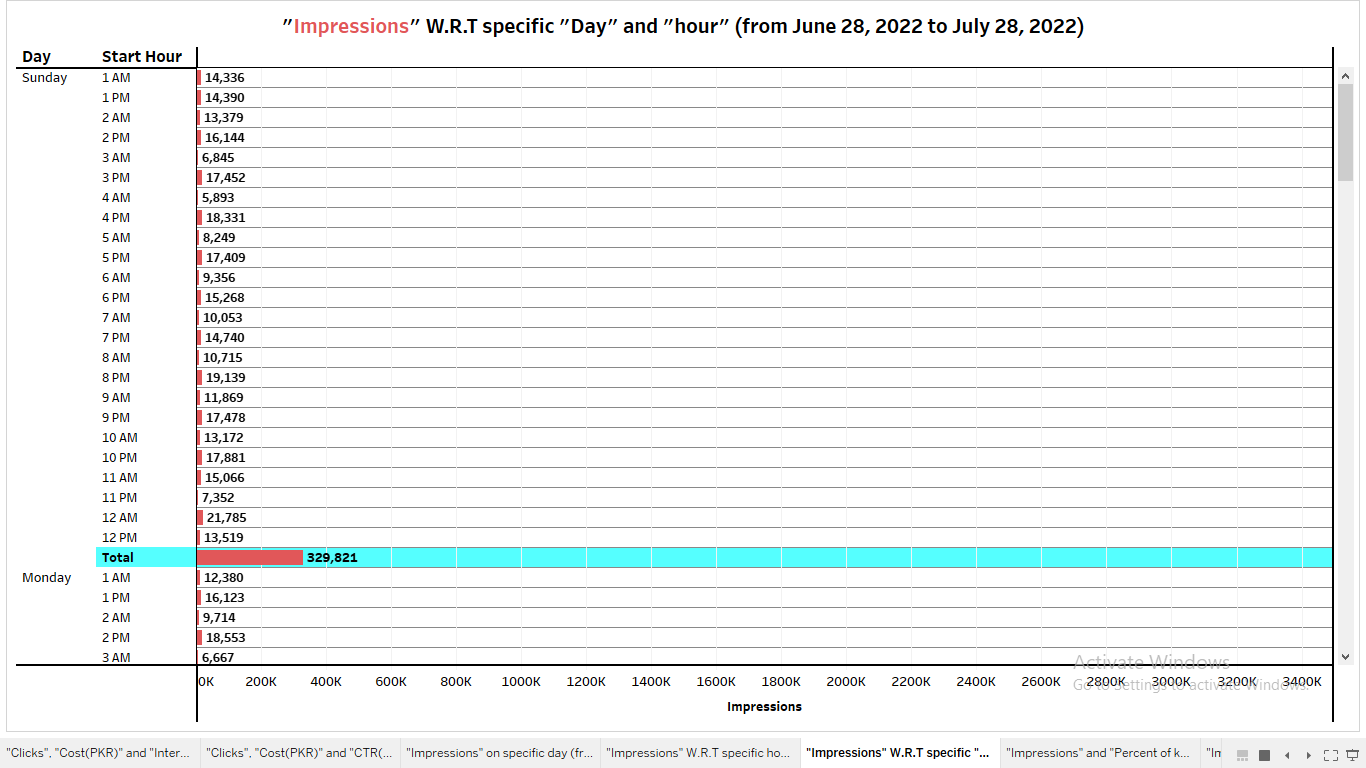 "Impressions" W.R.T specific "Day" and "hour" (from June 28, 2022 to July 28, 2022)
Day Start Hour
Sunday 1 AM 14,336
1 PM 14,390
2 AM 13,379
2 PM 16,144
3 AM 6,845
3 PM 17,452
4 AM 5,893
4 PM 18,331
5 AM 8,249
5 PM 17,409
6 AM 9,356
6 PM 15,268
7 AM 10,053
7 PM 14,740
8 AM 10,715
8 PM 19,139
9 AM 11,869
9 PM 17,478
10 AM 13,172
10 PM 17,881
11 AM 15,066
11 PM 7,352
12 AM 21,785
12 PM 13,519
Total 329,821
Monday 1 AM 12,380
1 PM 16,123
2 AM 9,714
2 PM 18,553
3 AM 6,667
0K 200K 400K 600K 800K 1000K 1200K 1400K 1600K 1800K 2000K 2200K 2400K 2600K 2800K 3000K 3200K 3400K
Impressions
Activate Windows
Go to Settings to activate Windows.
"Clicks", "Cost(PKR)" and "Inter... "Clicks", "Cost(PKR)" and "CTR(... "Impressions" on specific day (fr... "Impressions" W.R.T specific ho... "Impressions" W.R.T specific "... "Impressions" and "Percent of k... "Im